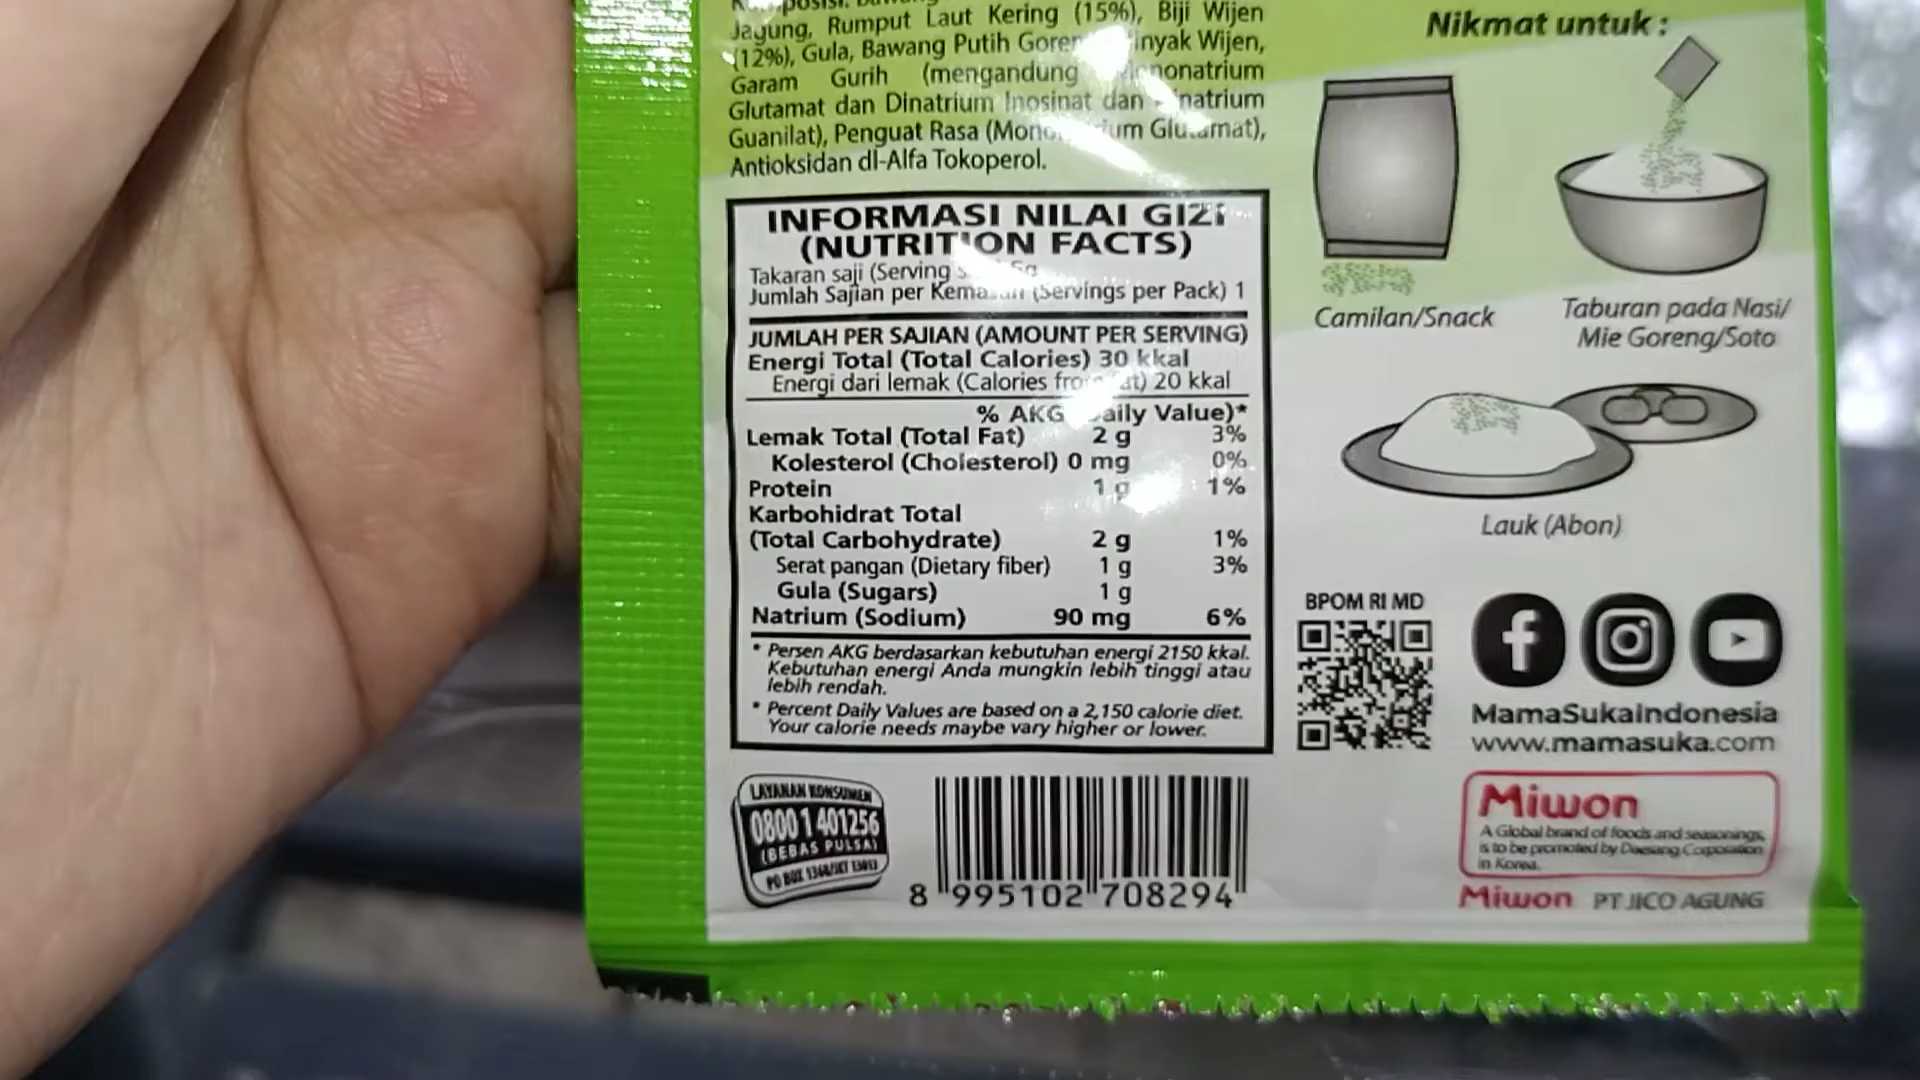 Jagung, Rumput Laut Kering (15%), Biji Wijen
(12%), Gula, Bawang Putih Wijen,
Garam Gurih (mengandung
Glutamat dan Dinatrium Inosinat dan
Guanilat), Penguat Rasa
Antioksidan dl-Alfa Tokoperol.
INFORMASI NILAI GIZI
(NUTRITION FACTS)
Takaran saji (Serving
Jumlah Sajian per (Servings per Pack) 1
JUMLAH PER SAJIAN (AMOUNT PER SERVING)
Energi Total (Total Calories) 30 kkal
Energi dari lemak (Calories 20 kkal
% AKG Value)*
Lemak Total (Total Fat) 2 g 3%
Kolesterol (Cholesterol) 0 mg 0%
Protein 1 g 1%
Karbohidrat Total
(Total Carbohydrate) 2 g 1%
Serat pangan (Dietary fiber) 1 g 3%
Gula (Sugars) 1 g
Natrium (Sodium) 90 mg 6%
* Persen AKG berdasarkan kebutuhan energi 2150 kkal.
Kebutuhan energi Anda mungkin lebih tinggi atau
lebih rendah.
* Percent Daily Values are based on a 2,150 calorie diet.
Your calorie needs maybe vary higher or lower.
LAYANAN KONSUMEN
0800 1 401256
(BEBAS PULSA)
PO BOX
8 995102 708294
Nikmat untuk :
Camilan/Snack
Taburan pada Nasi/
Mie Goreng/Soto
Lauk (Abon)
BPOM RI MD
MamaSukaIndonesia
www.mamasuka.com
Miwon
A Global brand of foods and seasonings,
is to be promoted by Daesang Corporation
in Korea.
Miwon PT JICO AGUNG